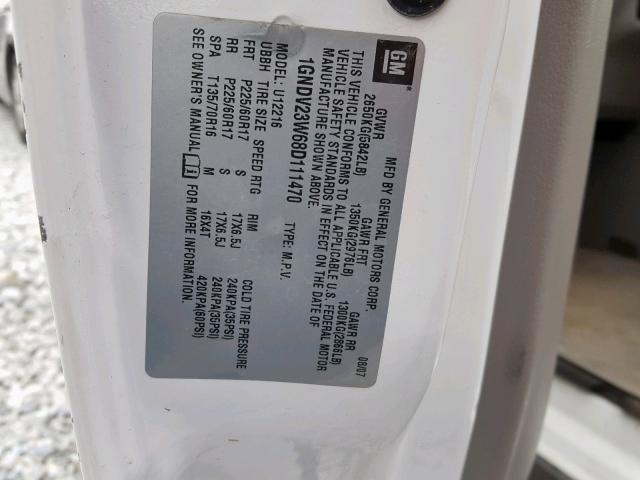 GM
MFD BY GENERAL MOTORS CORP. 08/07
GVWR GAWR FRT GAWR RR
2650KG(5842LB) 1350KG(2976LB) 1300KG(2866LB)
THIS VEHICLE CONFORMS TO ALL APPLICABLE U.S. FEDERAL MOTOR
VEHICLE SAFETY STANDARDS IN EFFECT ON THE DATE OF
MANUFACTURE SHOWN ABOVE.
1GNDV23W68D111470 TYPE: M.P.V.
MODEL: U12216
UBBH TIRE SIZE SPEED RTG RIM COLD TIRE PRESSURE
FRT P225/60R17 S 17X6.5J 240KPA(35PSI)
RR P225/60R17 S 17X6.5J 240KPA(35PSI)
SPA T135/70R16 M 16X4T 420KPA(60PSI)
SEE OWNER'S MANUAL FOR MORE INFORMATION.